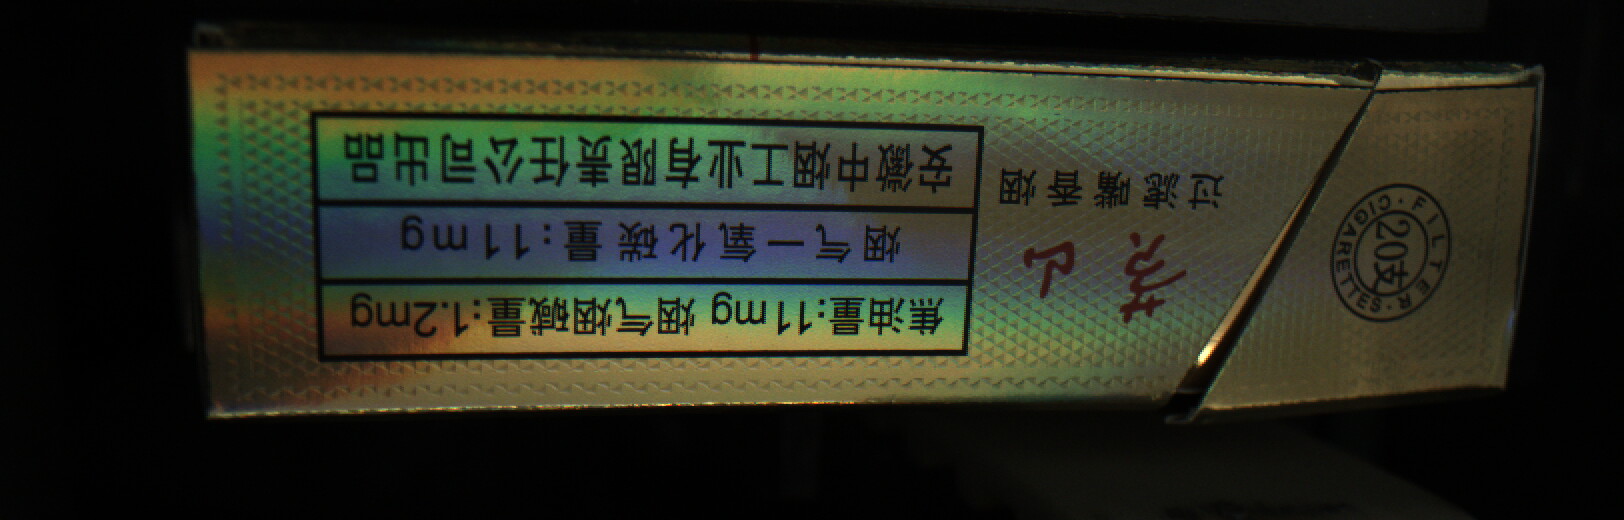 FILTER · CIGARETTES ·
20支
黄山
过滤嘴香烟
焦油量:11mg 烟气烟碱量:1.2mg
烟气一氧化碳量:11mg
安徽中烟工业有限责任公司出品